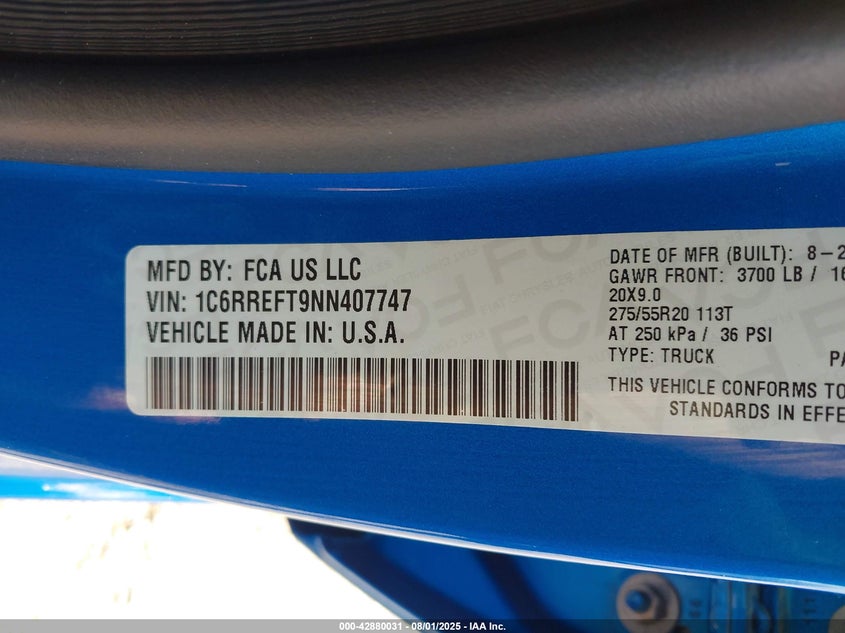 MFD BY: FCA US LLC
VIN: 1C6RREFT9NN407747
VEHICLE MADE IN: U.S.A.
DATE OF MFR (BUILT): 8-2
GAWR FRONT: 3700 LB / 16
20X9.0
275/55R20 113T
AT 250 kPa / 36 PSI
TYPE: TRUCK PA
THIS VEHICLE CONFORMS TO
STANDARDS IN EFFE
000-42880031 - 08/01/2025 - IAA Inc.